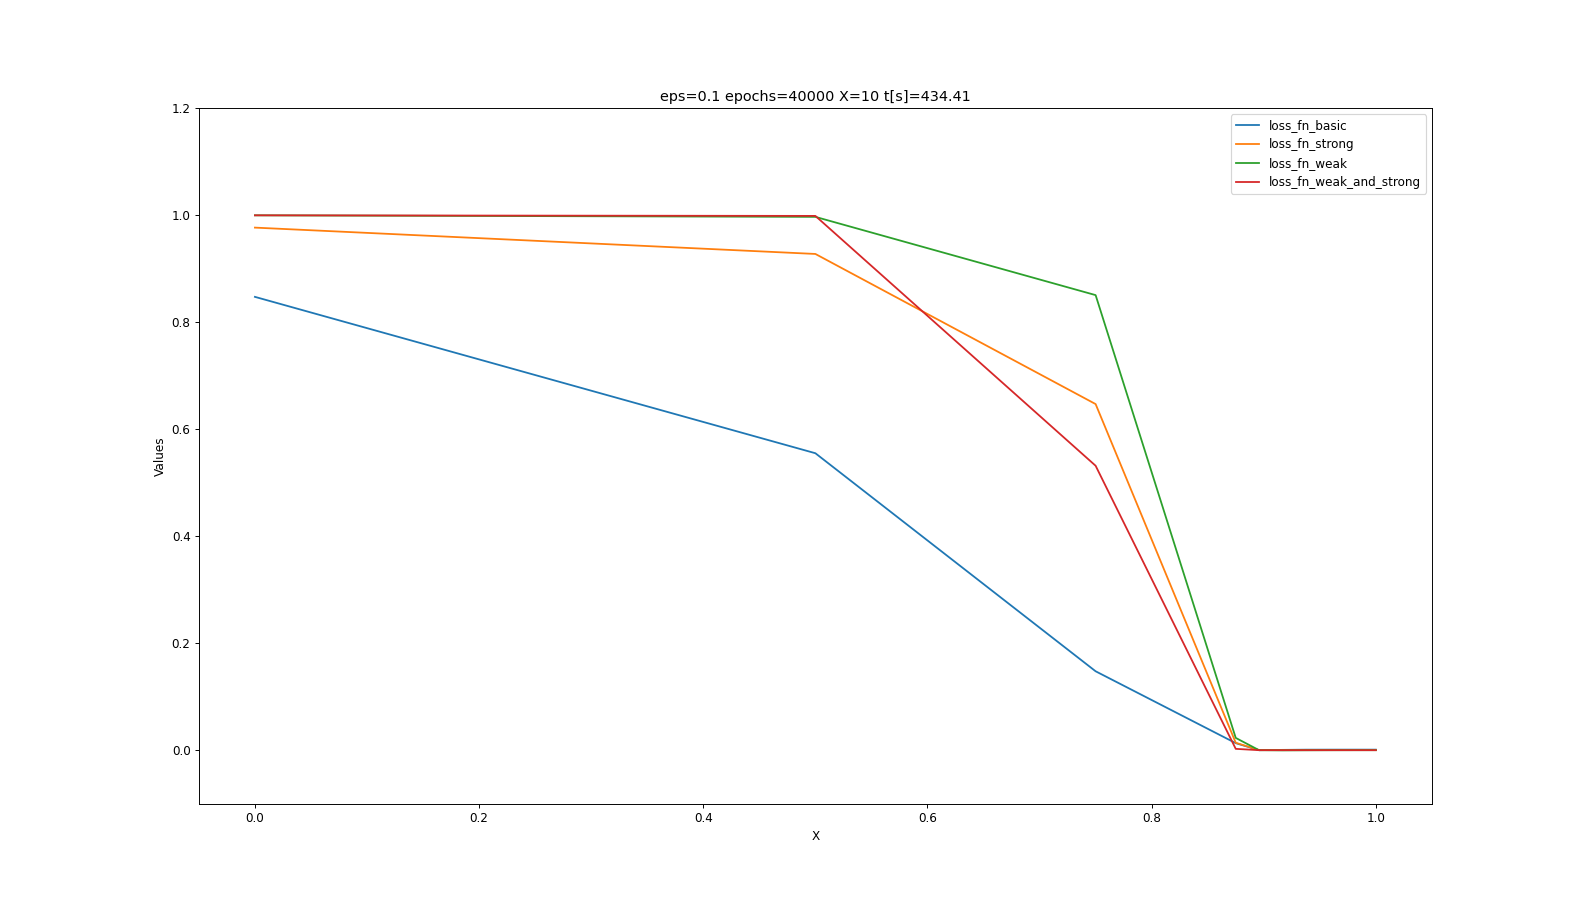 eps=0.1 epochs=40000 X=10 t[s]=434.41
1.2
1.0
0.8
0.6
0.4
0.2
0.0
Values
loss_fn_basic
loss_fn_strong
loss_fn_weak
loss_fn_weak_and_strong
0.0 0.2 0.4 0.6 0.8 1.0
X